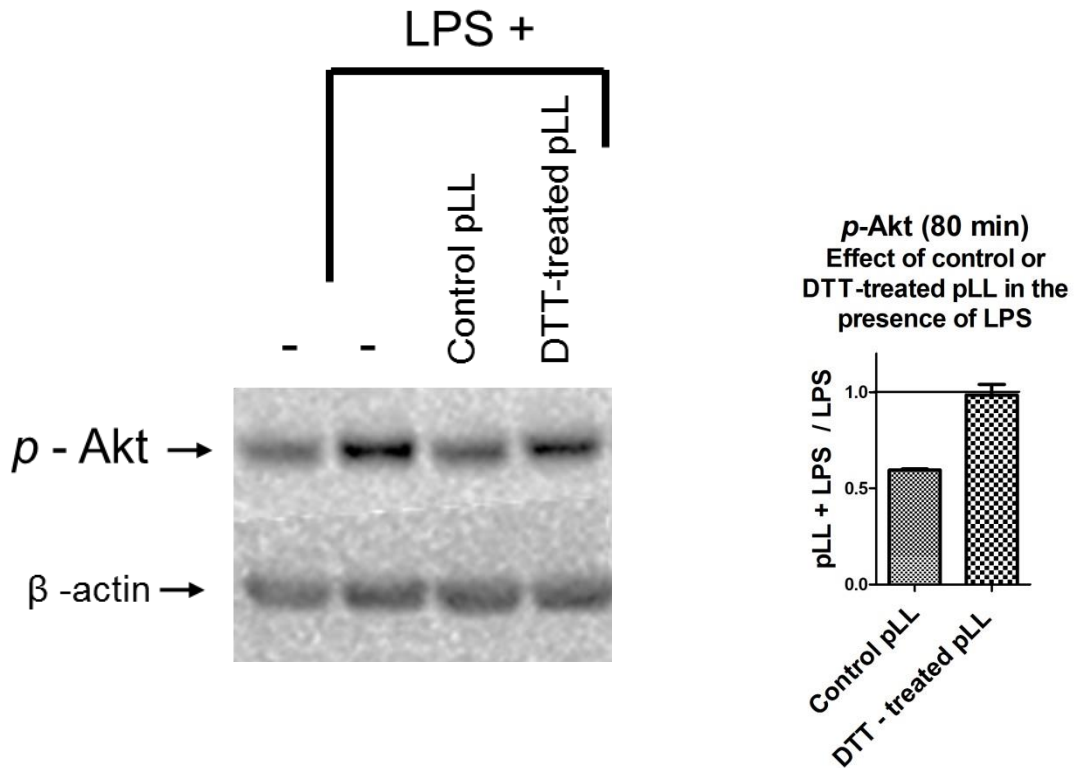 LPS +
-
-
Control pLL
DTT-treated pLL
p - Akt
β -actin
p-Akt (80 min)
Effect of control or
DTT-treated pLL in the
presence of LPS
pLL + LPS / LPS
1.0
0.5
0.0
Control pLL
DTT - treated pLL